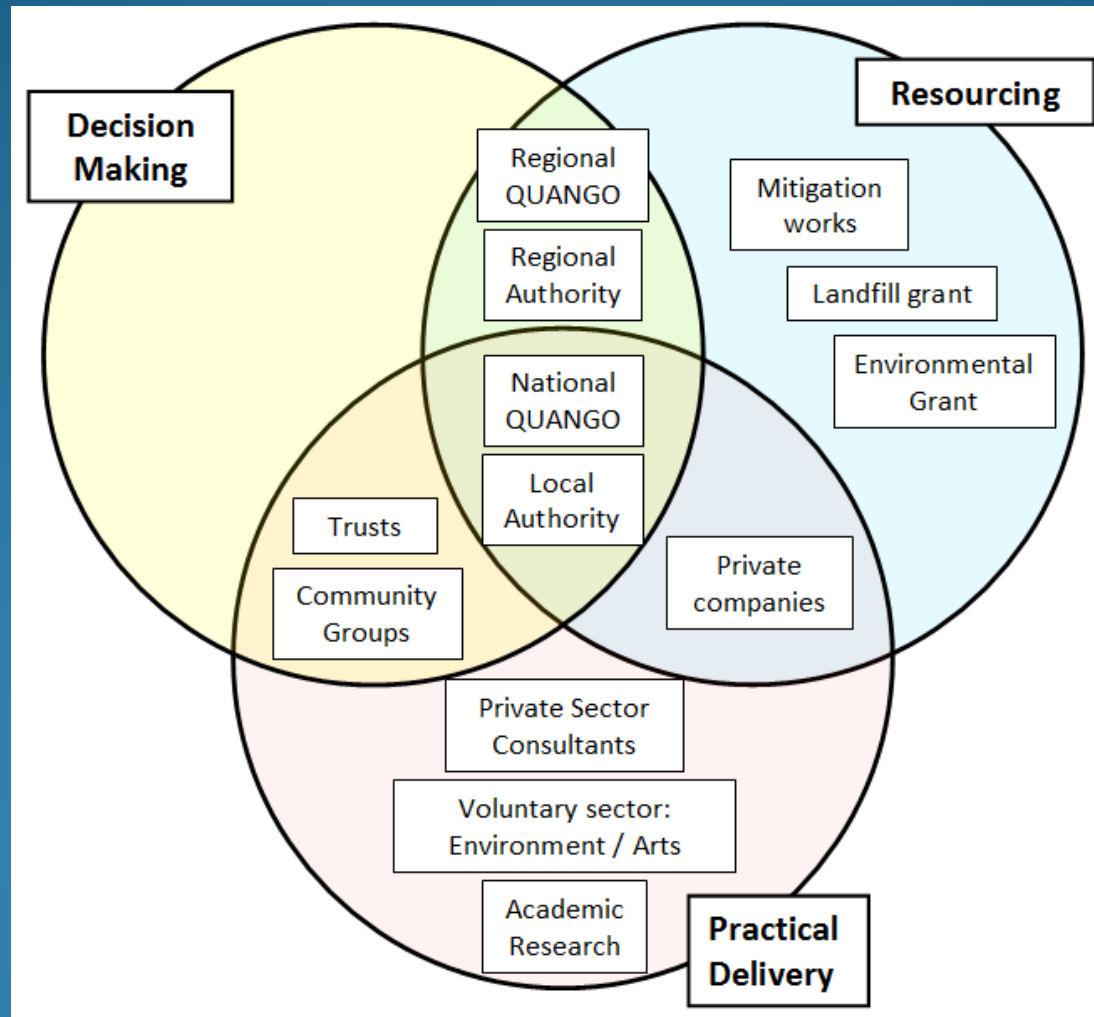 Decision
Making
Resourcing
Regional
QUANGO
Mitigation
works
Regional
Authority
Landfill grant
Environmental
Grant
National
QUANGO
Local
Authority
Trusts
Private
companies
Community
Groups
Private Sector
Consultants
Voluntary sector:
Environment / Arts
Academic
Research
Practical
Delivery